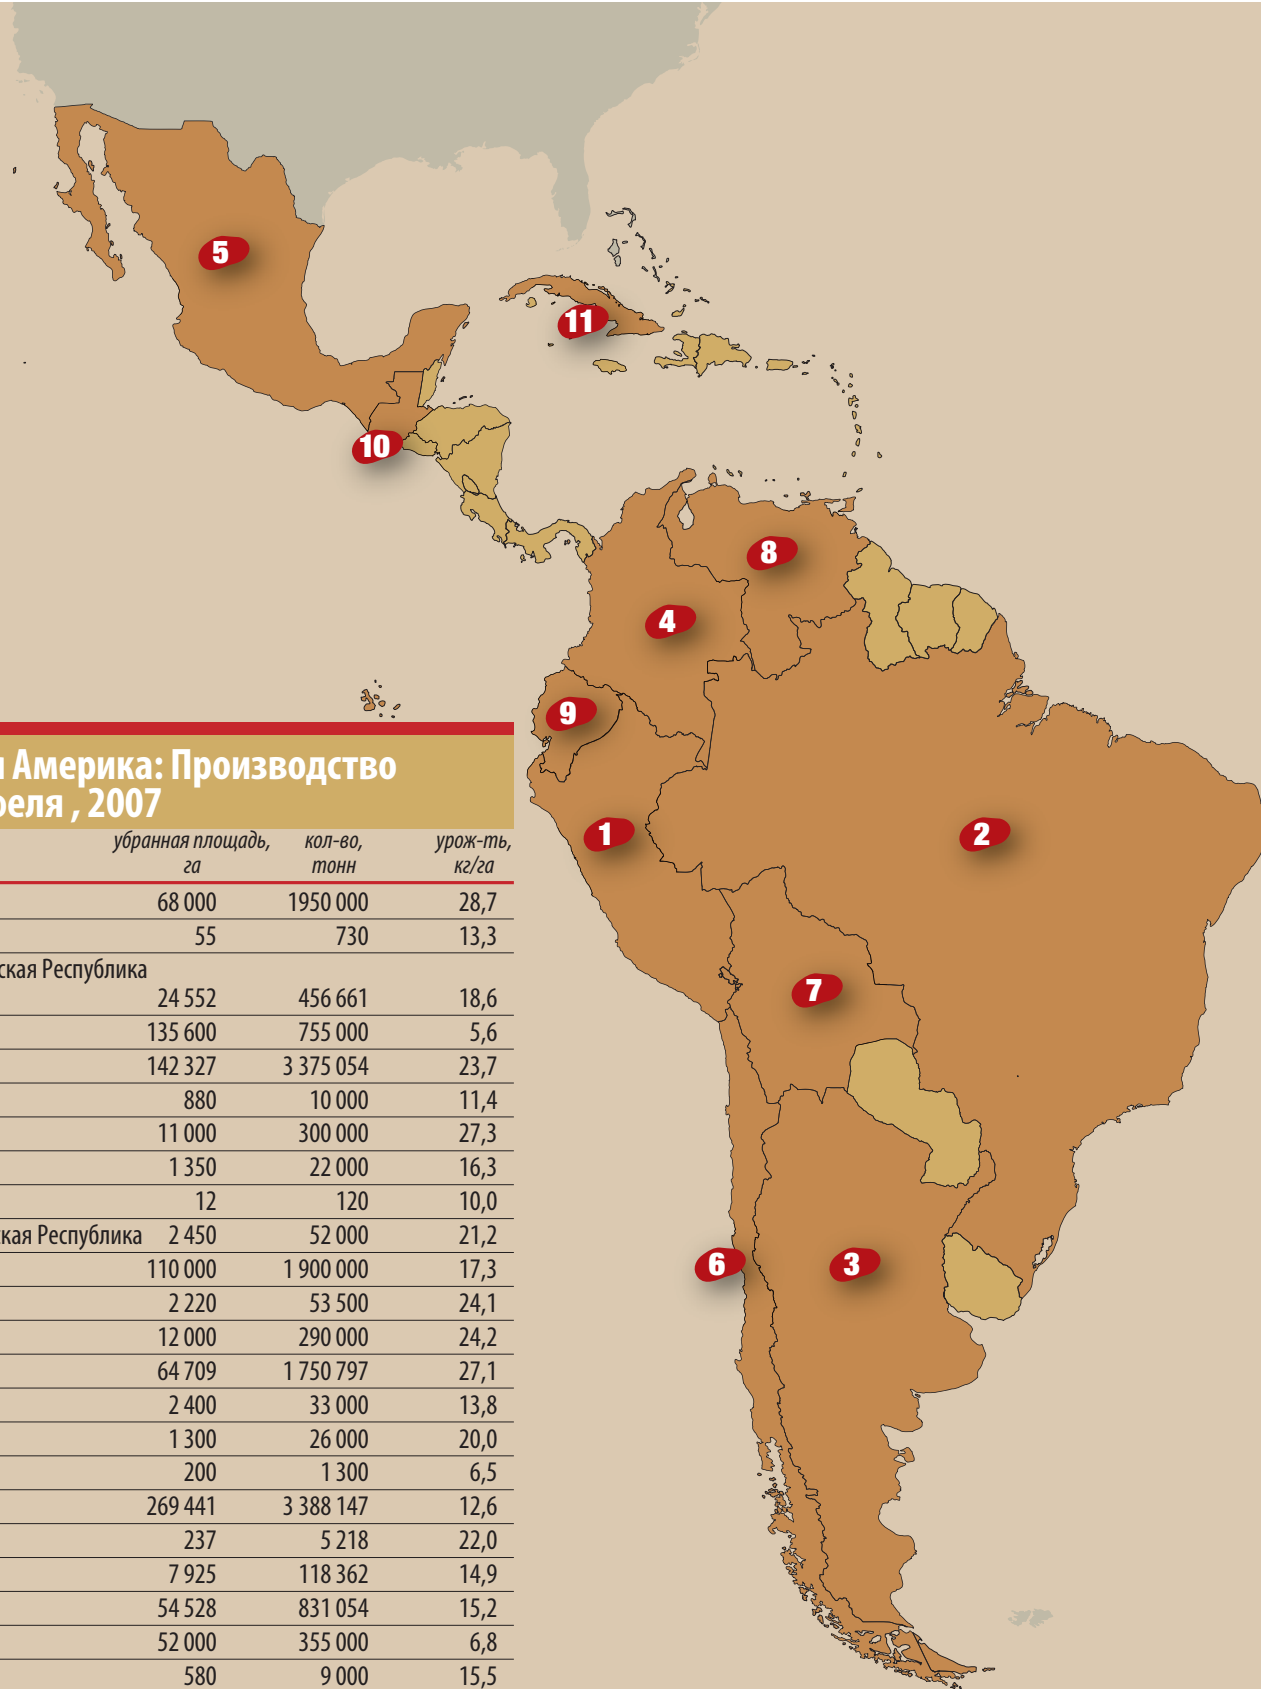 5
11
10
8
4
9
1
2
7
6
3
Америка: Производство
, 2007
убранная площадь, кол-во, урож-ть,
га тонн кг/га
68 000 1950 000 28,7
55 730 13,3
Республика
24 552 456 661 18,6
135 600 755 000 5,6
142 327 3 375 054 23,7
880 10 000 11,4
11 000 300 000 27,3
1 350 22 000 16,3
12 120 10,0
Республика 2 450 52 000 21,2
110 000 1 900 000 17,3
2 220 53 500 24,1
12 000 290 000 24,2
64 709 1 750 797 27,1
2 400 33 000 13,8
1 300 26 000 20,0
200 1 300 6,5
269 441 3 388 147 12,6
237 5 218 22,0
7 925 118 362 14,9
54 528 831 054 15,2
52 000 355 000 6,8
580 9 000 15,5